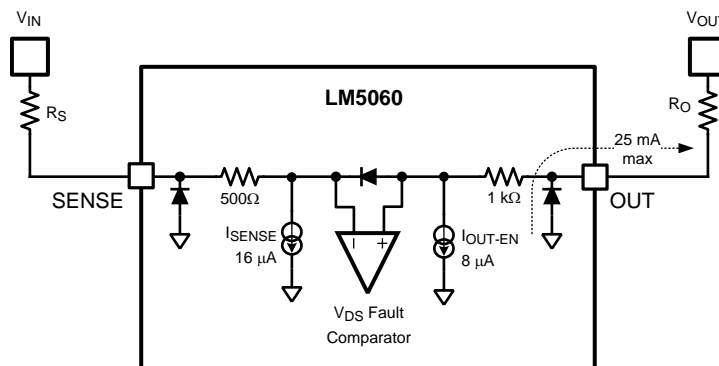 VIN
VOUT
LM5060
RS
RO
25 mA
max
SENSE
OUT
500Ω
1 kΩ
ISENSE
16 μA
IOUT-EN
8 μA
- +
VDS Fault
Comparator